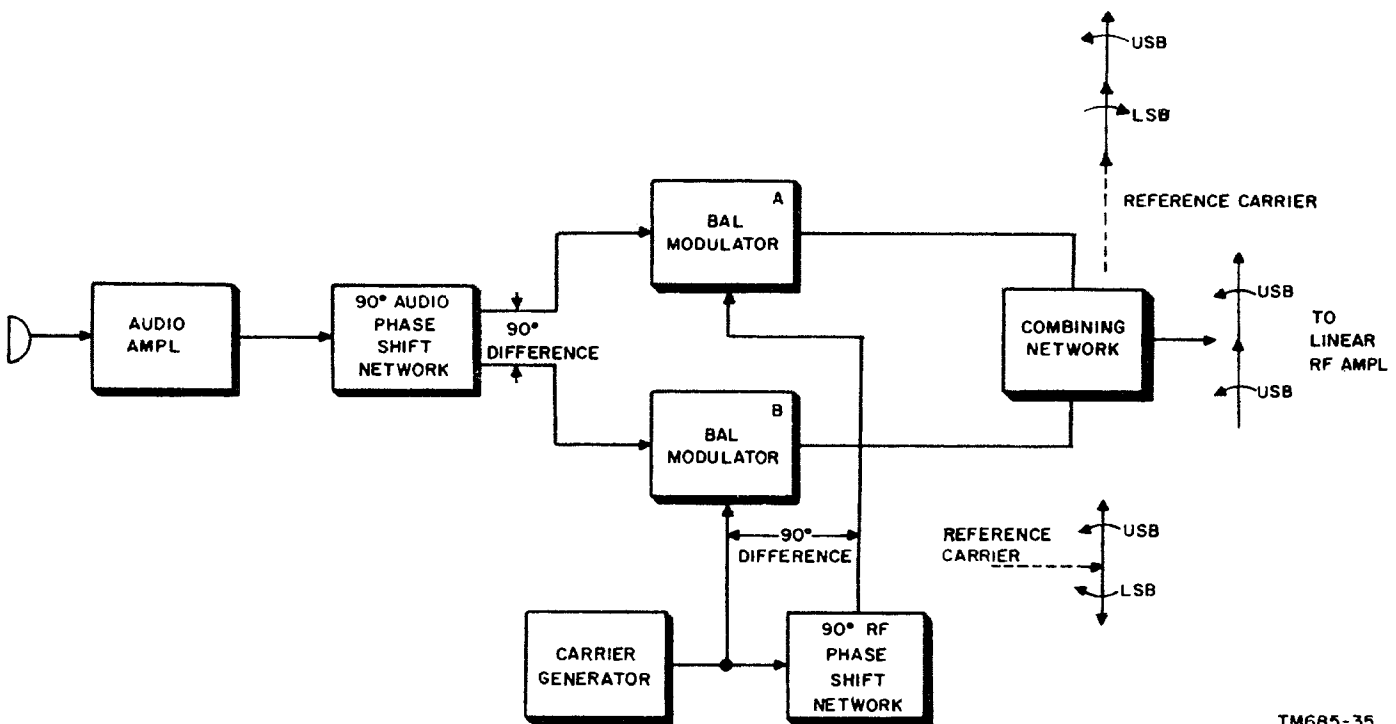 USB
LSB
REFERENCE CARRIER
A
BAL
MODULATOR
AUDIO
AMPL
90° AUDIO
PHASE
SHIFT
NETWORK
90°
DIFFERENCE
COMBINING
NETWORK
USB
USB
TO
LINEAR
RF AMPL
B
BAL
MODULATOR
90°
DIFFERENCE
REFERENCE
CARRIER
USB
LSB
CARRIER
GENERATOR
90° RF
PHASE
SHIFT
NETWORK
TM685-35